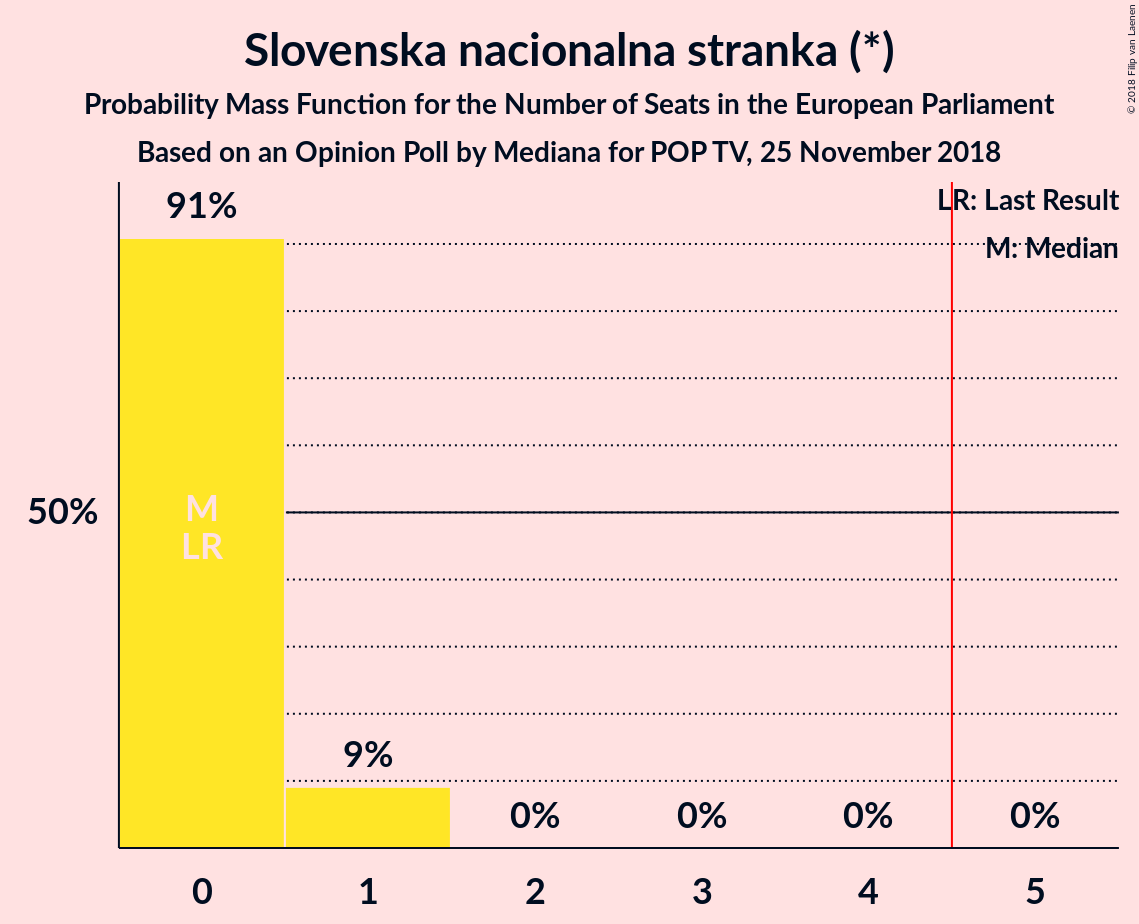 Slovenska nacionalna stranka (*)
Probability Mass Function for the Number of Seats in the European Parliament
Based on an Opinion Poll by Mediana for POP TV, 25 November 2018
© 2018 Filip van Laenen
LR: Last Result
M: Median
91%
50%
M
LR
9%
0%
0%
0%
0%
0
1
2
3
4
5